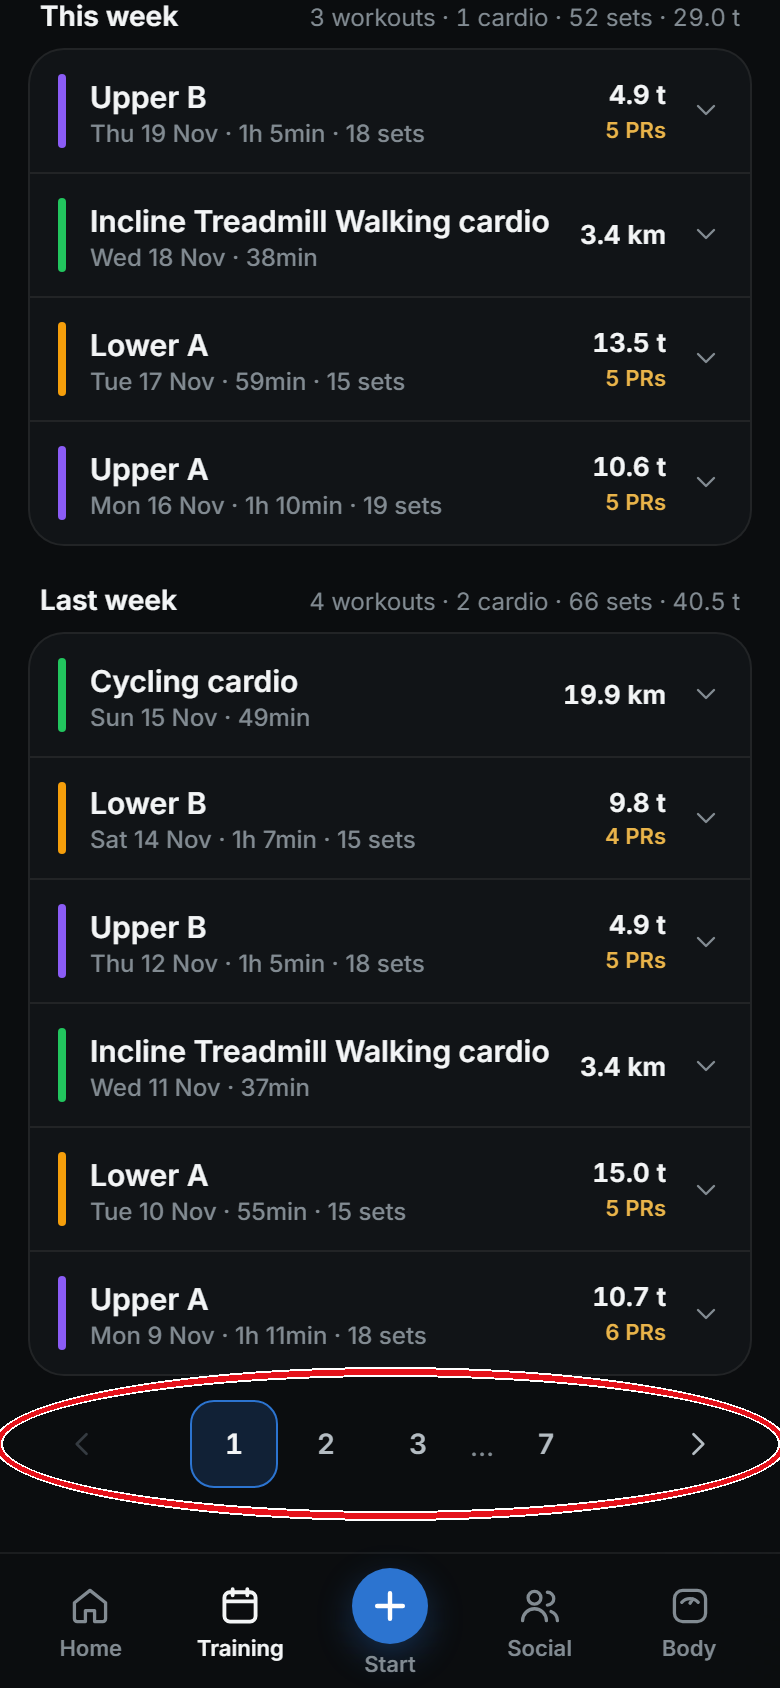 This week 3 workouts · 1 cardio · 52 sets · 29.0 t
Upper B 4.9 t
Thu 19 Nov · 1h 5min · 18 sets 5 PRs
Incline Treadmill Walking cardio 3.4 km
Wed 18 Nov · 38min
Lower A 13.5 t
Tue 17 Nov · 59min · 15 sets 5 PRs
Upper A 10.6 t
Mon 16 Nov · 1h 10min · 19 sets 5 PRs
Last week 4 workouts · 2 cardio · 66 sets · 40.5 t
Cycling cardio 19.9 km
Sun 15 Nov · 49min
Lower B 9.8 t
Sat 14 Nov · 1h 7min · 15 sets 4 PRs
Upper B 4.9 t
Thu 12 Nov · 1h 5min · 18 sets 5 PRs
Incline Treadmill Walking cardio 3.4 km
Wed 11 Nov · 37min
Lower A 15.0 t
Tue 10 Nov · 55min · 15 sets 5 PRs
Upper A 10.7 t
Mon 9 Nov · 1h 11min · 18 sets 6 PRs
1 2 3 ... 7
Home Training Start Social Body